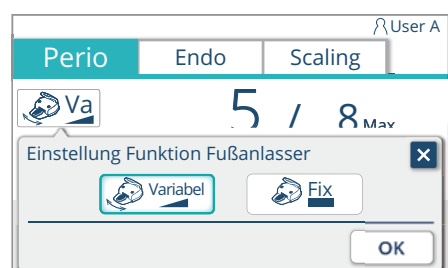 User A
Perio Endo Scaling
Va 5 / 8 Max
Einstellung Funktion Fußanlasser
Variabel Fix
OK